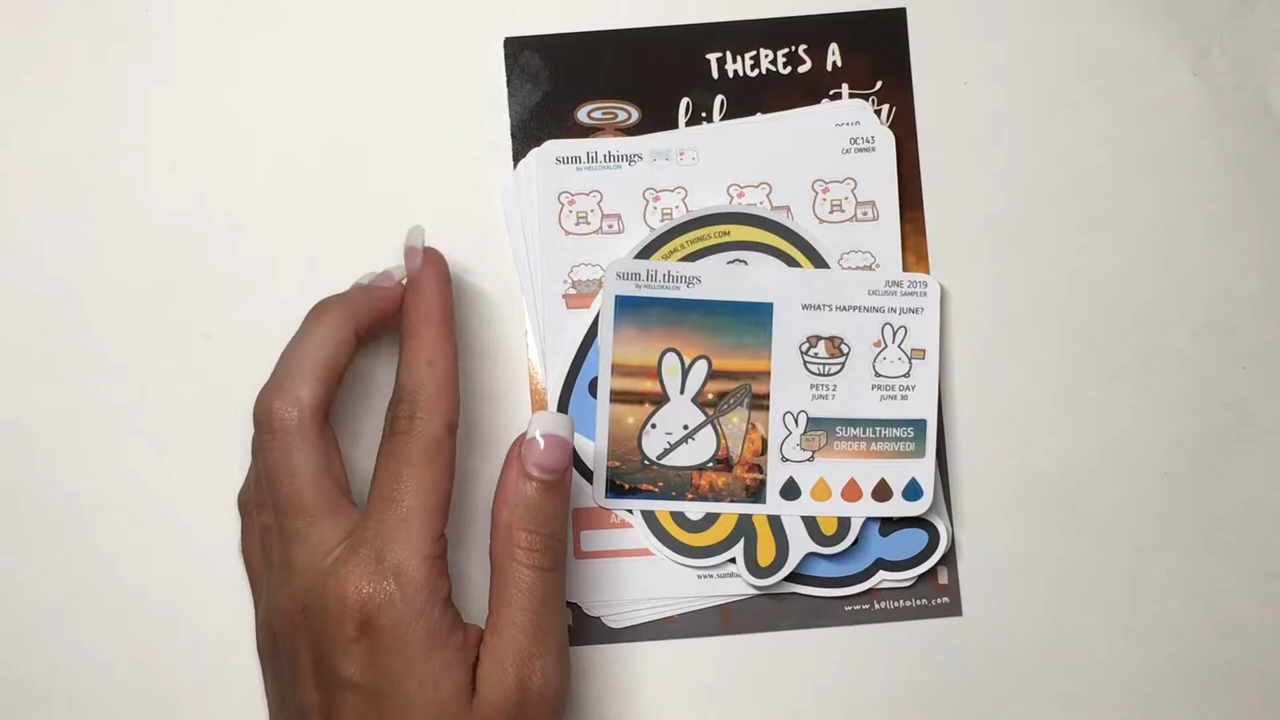 THERE'S A
OC143
CAT OWNER
sum.lil.things
by HELLOKALON
SUMLILTHINGS.COM
sum.lil.things
by HELLOKALON
JUNE 2019
EXCLUSIVE SAMPLER
WHAT'S HAPPENING IN JUNE?
PETS 2
JUNE 7
PRIDE DAY
JUNE 30
SUMLILTHINGS
ORDER ARRIVED!
www.hellokalon.com